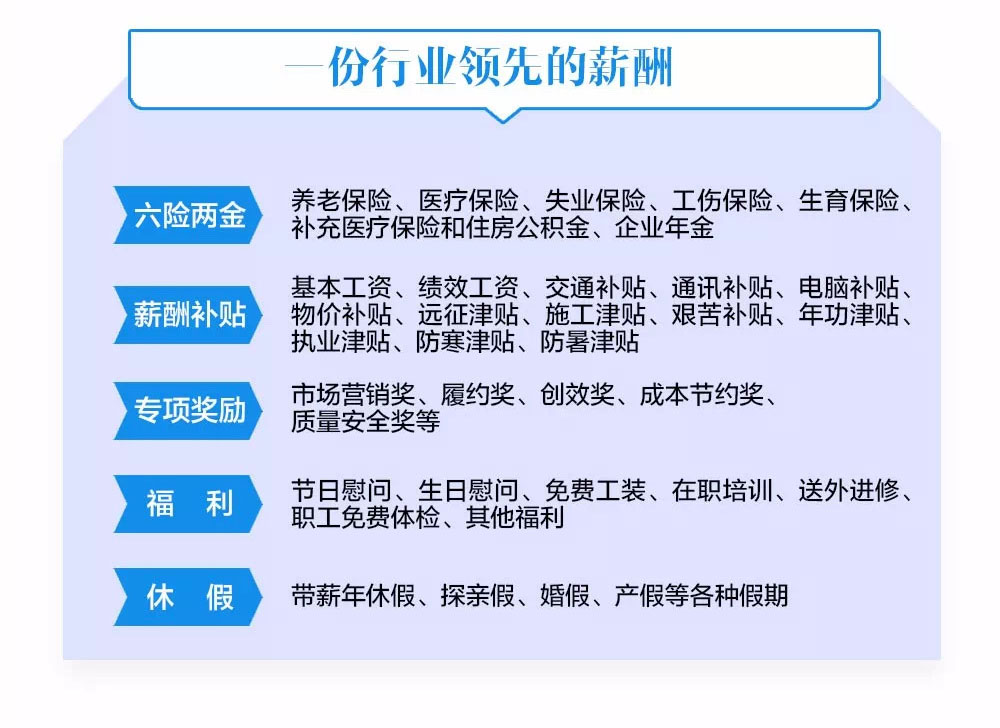 一份行业领先的薪酬
六险两金
养老保险、医疗保险、失业保险、工伤保险、生育保险、
补充医疗保险和住房公积金、企业年金
薪酬补贴
基本工资、绩效工资、交通补贴、通讯补贴、电脑补贴、
物价补贴、远征津贴、施工津贴、艰苦补贴、年功津贴、
执业津贴、防寒津贴、防暑津贴
专项奖励
市场营销奖、履约奖、创效奖、成本节约奖、
质量安全奖等
福 利
节日慰问、生日慰问、免费工装、在职培训、送外进修、
职工免费体检、其他福利
休 假
带薪年休假、探亲假、婚假、产假等各种假期